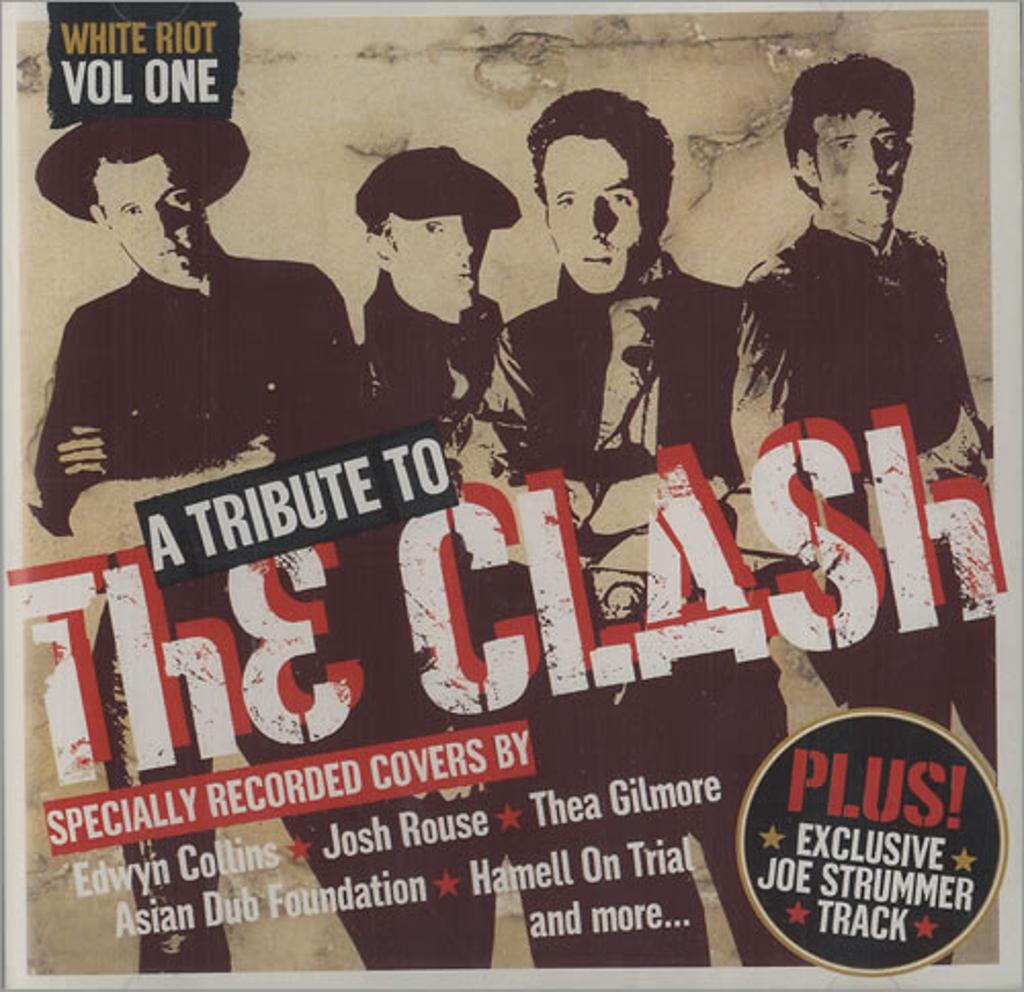 WHITE RIOT
VOL ONE
A TRIBUTE TO
ThE CLASh
SPECIALLY RECORDED COVERS BY
Edwyn Collins ★ Josh Rouse ★ Thea Gilmore
Asian Dub Foundation ★ Hamell On Trial
and more...
PLUS!
★ EXCLUSIVE ★
JOE STRUMMER
★ TRACK ★